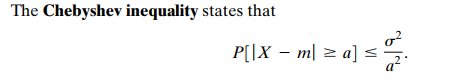 The Chebyshev inequality states that
P[|X − m| ≥ a] ≤ σ²/a².